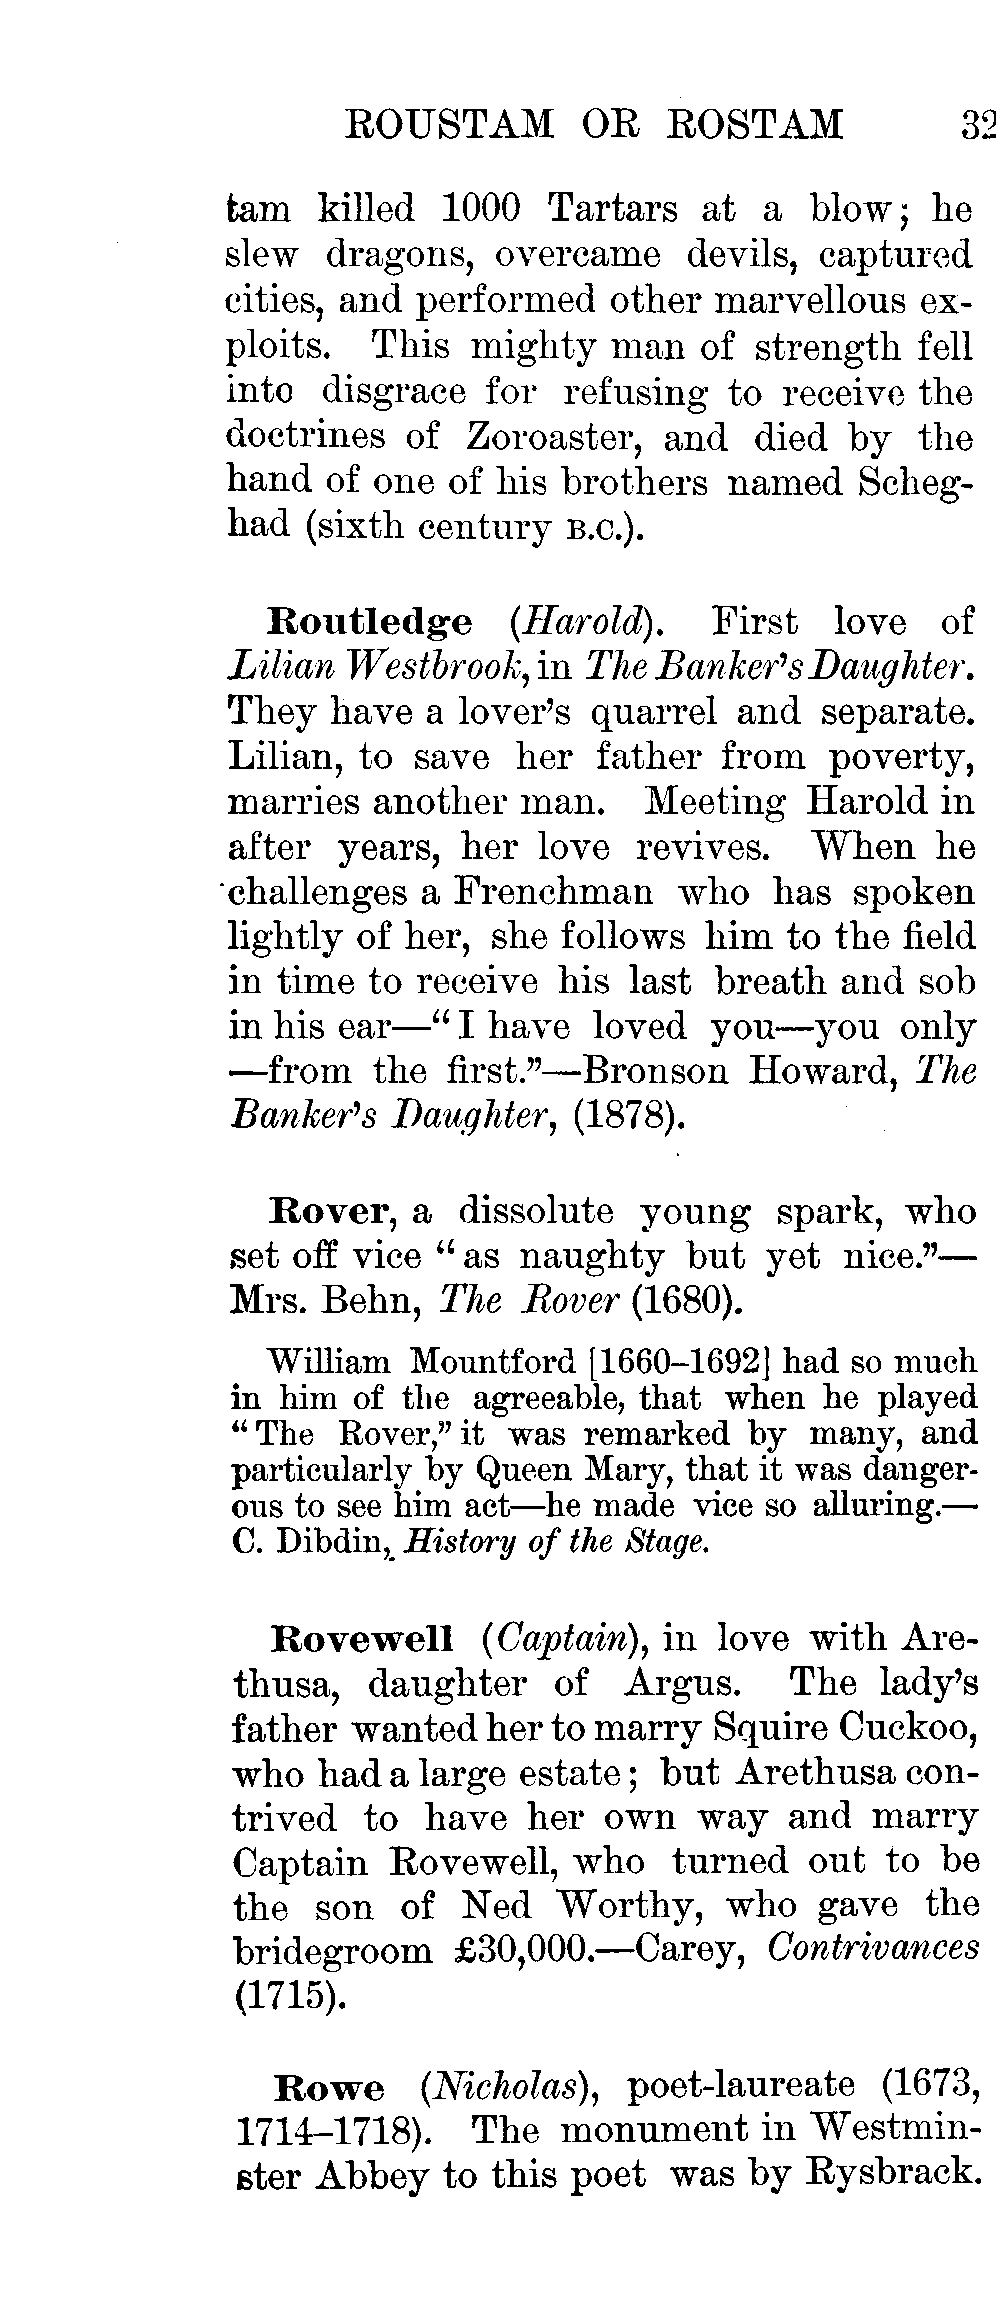 ROUSTAM OR ROSTAM 32
tam killed 1000 Tartars at a blow; he
slew dragons, overcame devils, captured
cities, and performed other marvellous ex-
ploits. This mighty man of strength fell
into disgrace for refusing to receive the
doctrines of Zoroaster, and died by the
hand of one of his brothers named Scheg-
had (sixth century B.C.).
Routledge (Harold). First love of
Lilian Westbrook, in The Banker's Daughter.
They have a lover's quarrel and separate.
Lilian, to save her father from poverty,
marries another man. Meeting Harold in
after years, her love revives. When he
challenges a Frenchman who has spoken
lightly of her, she follows him to the field
in time to receive his last breath and sob
in his ear—“I have loved you—you only
—from the first.”—Bronson Howard, The
Banker's Daughter, (1878).
Rover, a dissolute young spark, who
set off vice “as naughty but yet nice.”—
Mrs. Behn, The Rover (1680).
William Mountford [1660–1692] had so much
in him of the agreeable, that when he played
“The Rover,” it was remarked by many, and
particularly by Queen Mary, that it was danger-
ous to see him act—he made vice so alluring.—
C. Dibdin, History of the Stage.
Rovewell (Captain), in love with Are-
thusa, daughter of Argus. The lady's
father wanted her to marry Squire Cuckoo,
who had a large estate; but Arethusa con-
trived to have her own way and marry
Captain Rovewell, who turned out to be
the son of Ned Worthy, who gave the
bridegroom £30,000.—Carey, Contrivances
(1715).
Rowe (Nicholas), poet-laureate (1673,
1714–1718). The monument in Westmin-
ster Abbey to this poet was by Rysbrack.